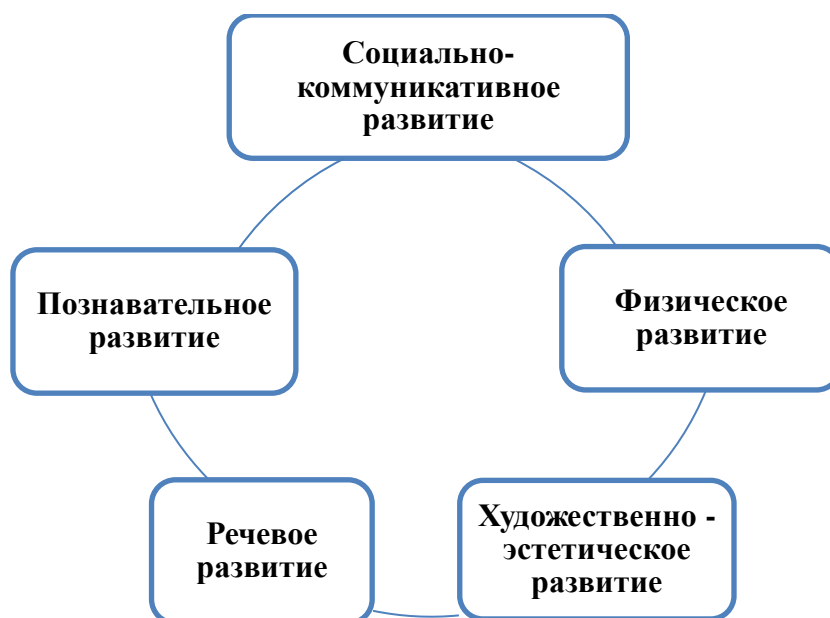 Социально-
коммуникативное
развитие
Познавательное
развитие
Физическое
развитие
Речевое
развитие
Художественно -
эстетическое
развитие